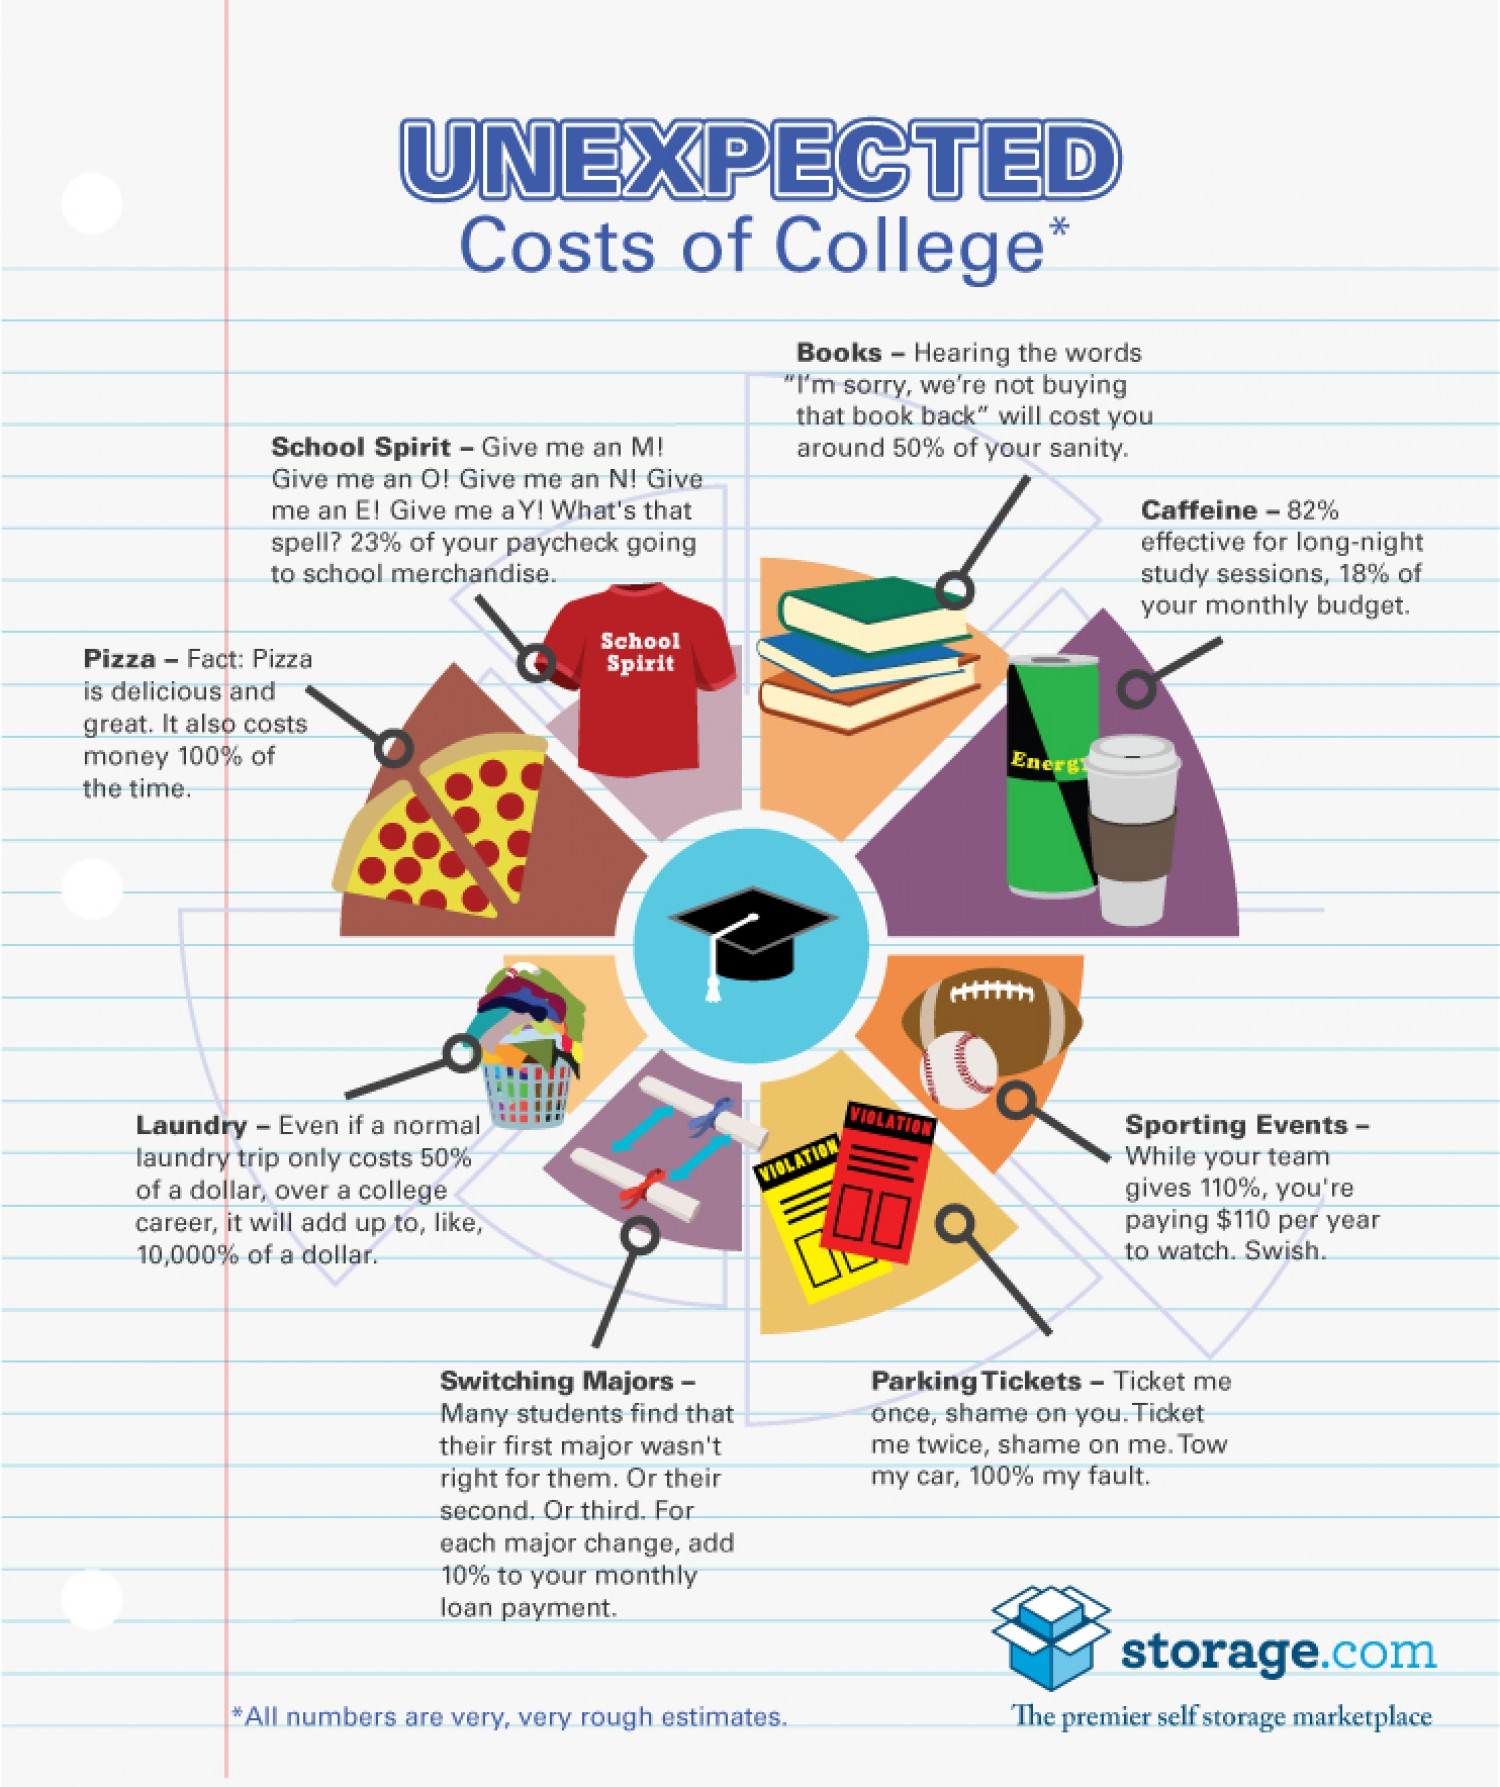 UNEXPECTED
Costs of College*
Books – Hearing the words
“I’m sorry, we’re not buying
that book back” will cost you
around 50% of your sanity.
School Spirit – Give me an M!
Give me an O! Give me an N! Give
me an E! Give me a Y! What's that
spell? 23% of your paycheck going
to school merchandise.
Caffeine – 82%
effective for long-night
study sessions, 18% of
your monthly budget.
Pizza – Fact: Pizza
is delicious and
great. It also costs
money 100% of
the time.
School
Spirit
Energy
Laundry – Even if a normal
laundry trip only costs 50%
of a dollar, over a college
career, it will add up to, like,
10,000% of a dollar.
VIOLATION
VIOLATION
Sporting Events –
While your team
gives 110%, you're
paying $110 per year
to watch. Swish.
Switching Majors –
Many students find that
their first major wasn't
right for them. Or their
second. Or third. For
each major change, add
10% to your monthly
loan payment.
Parking Tickets – Ticket me
once, shame on you. Ticket
me twice, shame on me. Tow
my car, 100% my fault.
storage.com
The premier self storage marketplace
*All numbers are very, very rough estimates.